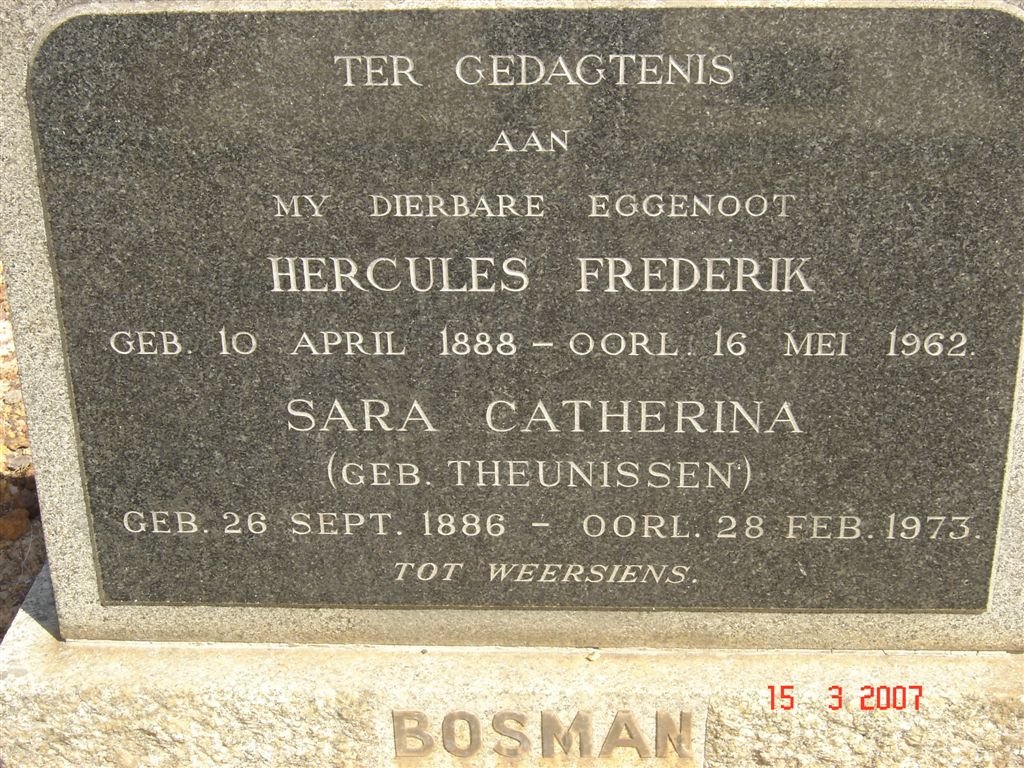 TER GEDAGTENIS
AAN
MY DIERBARE EGGENOOT
HERCULES FREDERIK
GEB. 10 APRIL 1888 – OORL. 16 MEI 1962.
SARA CATHERINA
(GEB. THEUNISSEN)
GEB. 26 SEPT. 1886 – OORL. 28 FEB. 1973.
TOT WEERSIENS.
15 3 2007
BOSMAN